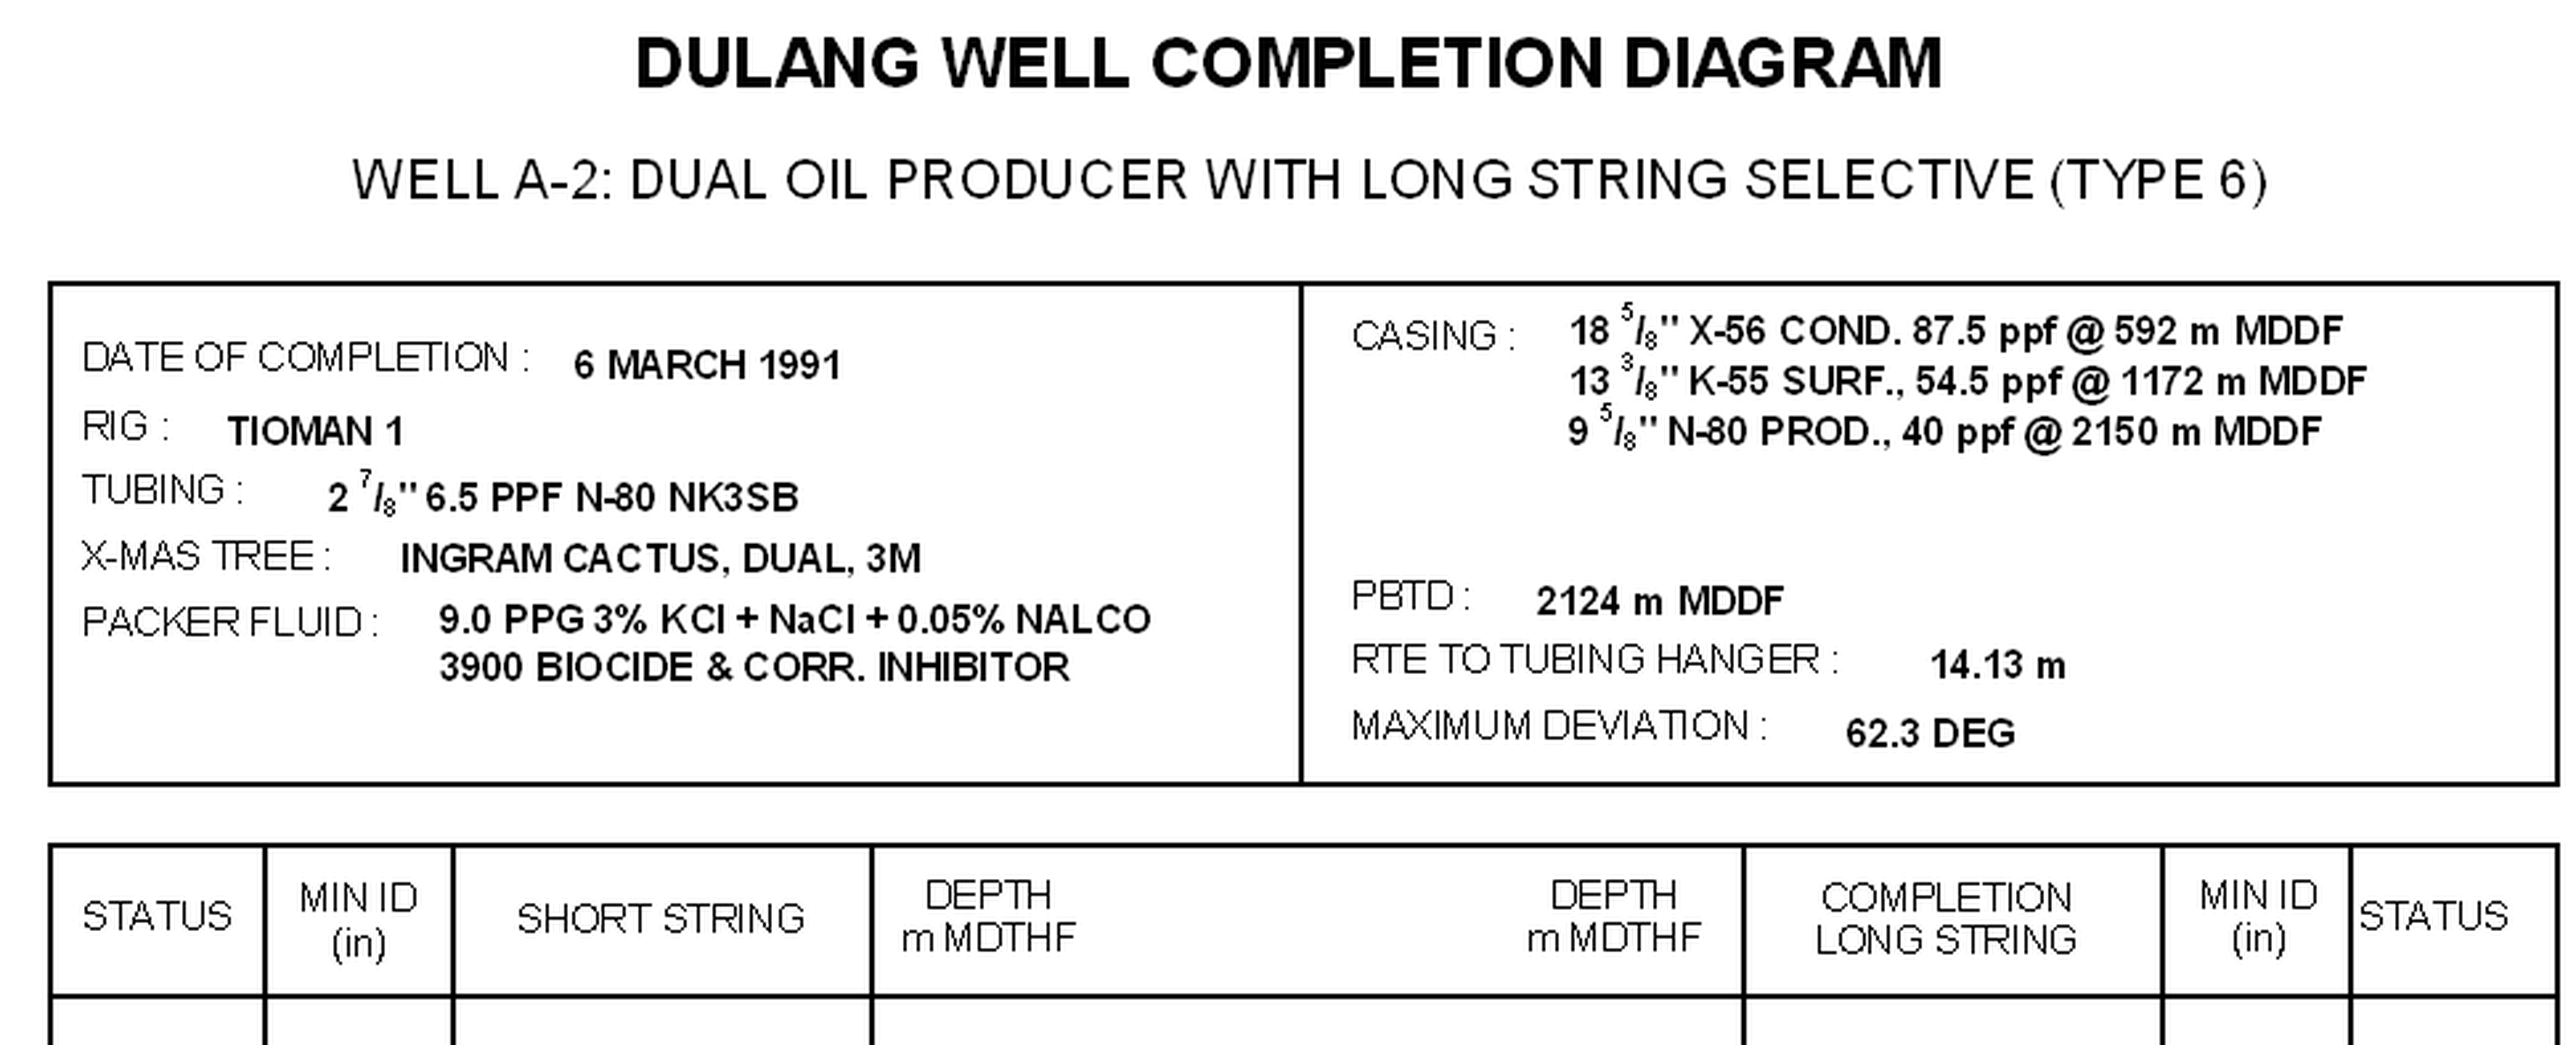 DULANG WELL COMPLETION DIAGRAM
WELL A-2: DUAL OIL PRODUCER WITH LONG STRING SELECTIVE (TYPE 6)
DATE OF COMPLETION : 6 MARCH 1991
RIG : TIOMAN 1
TUBING : 2 7/8" 6.5 PPF N-80 NK3SB
X-MAS TREE : INGRAM CACTUS, DUAL, 3M
PACKER FLUID : 9.0 PPG 3% KCl + NaCl + 0.05% NALCO
3900 BIOCIDE & CORR. INHIBITOR
CASING : 18 5/8" X-56 COND. 87.5 ppf @ 592 m MDDF
13 3/8" K-55 SURF., 54.5 ppf @ 1172 m MDDF
9 5/8" N-80 PROD., 40 ppf @ 2150 m MDDF
PBTD : 2124 m MDDF
RTE TO TUBING HANGER : 14.13 m
MAXIMUM DEVIATION : 62.3 DEG
STATUS
MIN ID
(in)
SHORT STRING
DEPTH
m MDTHF
DEPTH
m MDTHF
COMPLETION
LONG STRING
MIN ID
(in)
STATUS